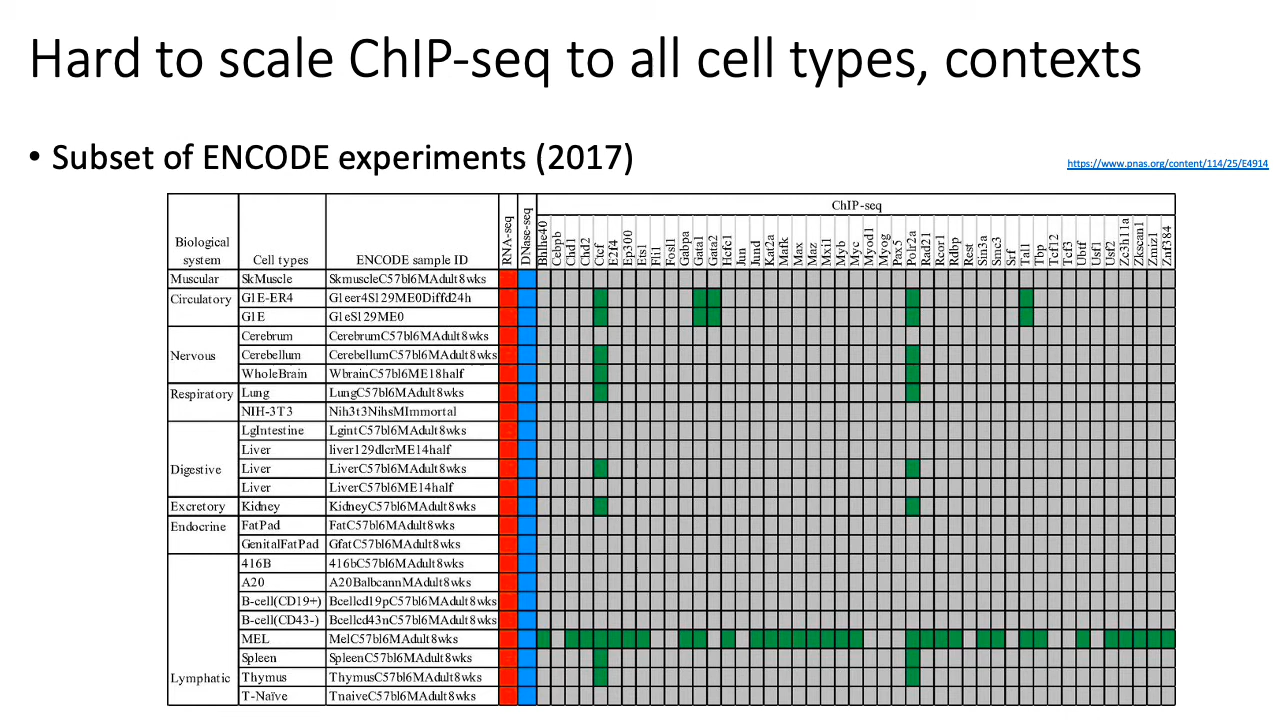 Hard to scale ChIP-seq to all cell types, contexts
• Subset of ENCODE experiments (2017)
https://www.pnas.org/content/114/25/E4914
Biological system Cell types ENCODE sample ID RNA-seq DNase-seq ChIP-seq
Bhlhe40 Cebpb Chd1 Chd2 Ctcf E2f4 Ep300 Ets1 Fli1 Fosl1 Gabpa Gata1 Gata2 Hcfc1 Jun Jund Kat2a Mafk Max Maz Mxi1 Myb Myc Myod1 Myog Pax5 Polr2a Rad21 Rcor1 Rdbp Rest Sin3a Smc3 Srf Tal1 Tbp Tcf12 Tcf3 Ubtf Usf1 Usf2 Zc3h11a Zkscan1 Zmiz1 Znf384
Muscular SkMuscle SkmuscleC57bl6MAdult8wks
Circulatory G1E-ER4 G1eer4S129ME0Diffd24h
G1E G1eS129ME0
Cerebrum CerebrumC57bl6MAdult8wks
Nervous Cerebellum CerebellumC57bl6MAdult8wks
WholeBrain WbrainC57bl6ME18half
Respiratory Lung LungC57bl6MAdult8wks
NIH-3T3 Nih3t3NihsMImmortal
LgIntestine LgintC57bl6MAdult8wks
Liver liver129dlcrME14half
Digestive Liver LiverC57bl6MAdult8wks
Liver LiverC57bl6ME14half
Excretory Kidney KidneyC57bl6MAdult8wks
Endocrine FatPad FatC57bl6MAdult8wks
GenitalFatPad GfatC57bl6MAdult8wks
416B 416bC57bl6MAdult8wks
A20 A20BalbcannMAdult8wks
B-cell(CD19+) Bcellcd19pC57bl6MAdult8wks
B-cell(CD43-) Bcellcd43nC57bl6MAdult8wks
MEL MelC57bl6MAdult8wks
Spleen SpleenC57bl6MAdult8wks
Lymphatic Thymus ThymusC57bl6MAdult8wks
T-Naïve TnaiveC57bl6MAdult8wks